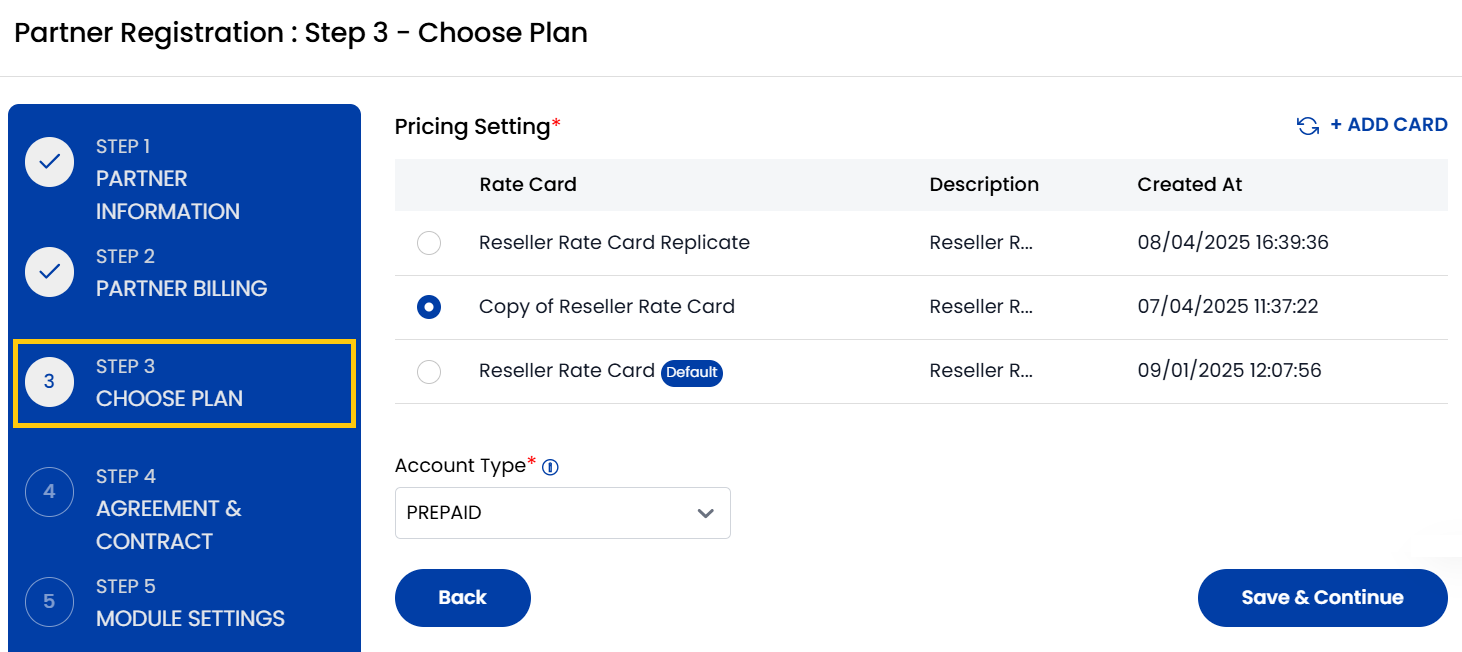 Partner Registration : Step 3 - Choose Plan
STEP 1
PARTNER
INFORMATION
STEP 2
PARTNER BILLING
3
STEP 3
CHOOSE PLAN
4
STEP 4
AGREEMENT &
CONTRACT
5
STEP 5
MODULE SETTINGS
Pricing Setting*
+ ADD CARD
Rate Card Description Created At
Reseller Rate Card Replicate Reseller R... 08/04/2025 16:39:36
Copy of Reseller Rate Card Reseller R... 07/04/2025 11:37:22
Reseller Rate Card Default Reseller R... 09/01/2025 12:07:56
Account Type*
PREPAID
Back
Save & Continue